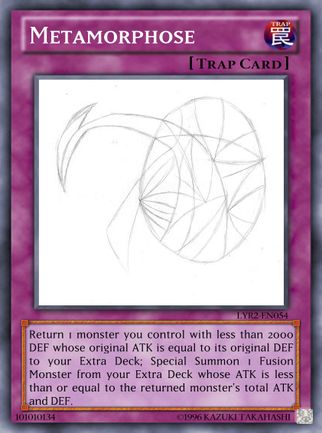 METAMORPHOSE
TRAP
罠
[TRAP CARD]
LYR2-EN054
Return 1 monster you control with less than 2000
DEF whose original ATK is equal to its original DEF
to your Extra Deck; Special Summon 1 Fusion
Monster from your Extra Deck whose ATK is less
than or equal to the returned monster's total ATK
and DEF.
101010134
©1996 KAZUKI TAKAHASHI